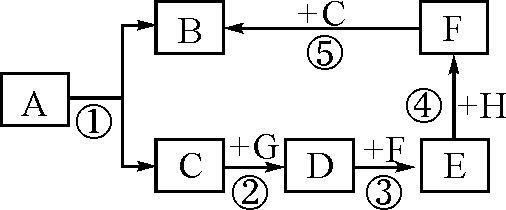 B
+C
⑤
F
A
①
④
+H
C
+G
②
D
+F
③
E